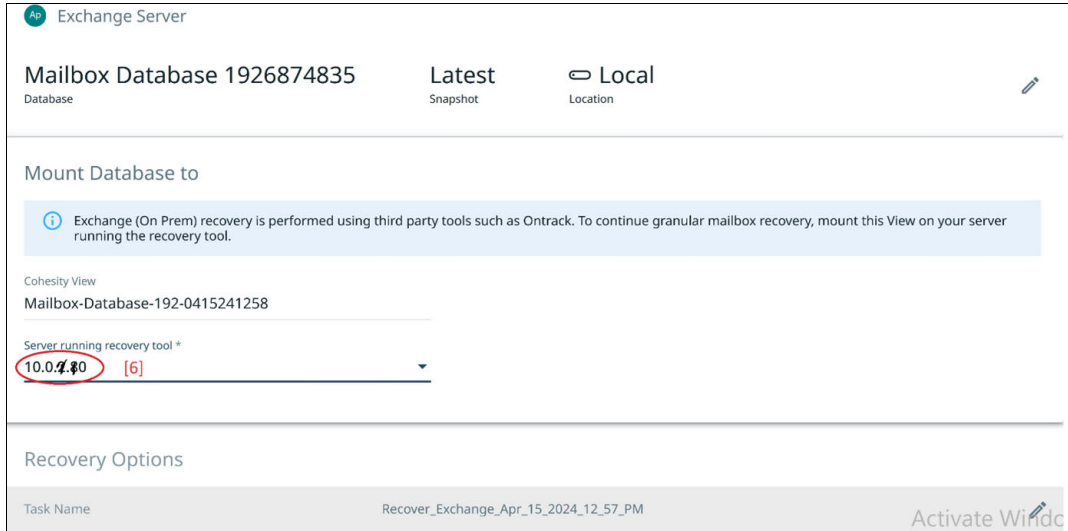 Ap Exchange Server
Mailbox Database 1926874835 Latest Local
Database Snapshot Location
Mount Database to
Exchange (On Prem) recovery is performed using third party tools such as Ontrack. To continue granular mailbox recovery, mount this View on your server
running the recovery tool.
Cohesity View
Mailbox-Database-192-0415241258
Server running recovery tool *
[6]
Recovery Options
Task Name Recover_Exchange_Apr_15_2024_12_57_PM
Activate